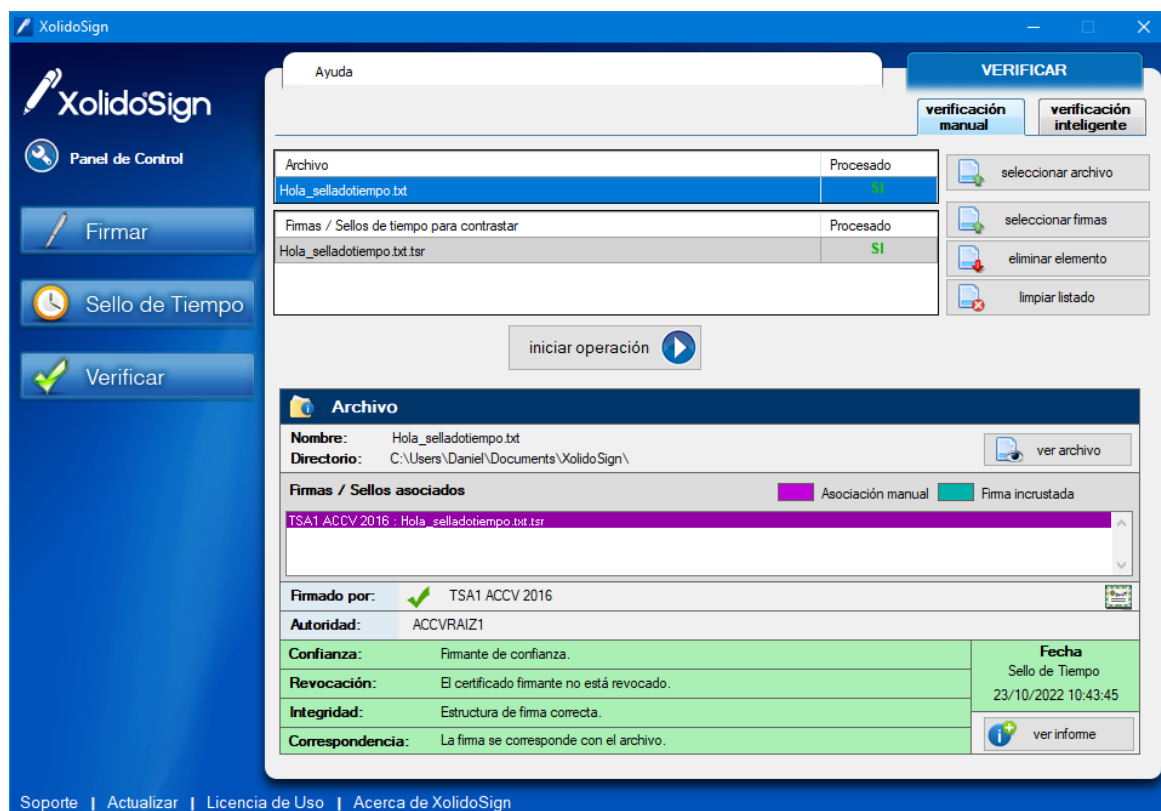 XolidoSign
XolidoSign
Panel de Control
Firmar
Sello de Tiempo
Verificar
Ayuda
VERIFICAR
verificación manual
verificación inteligente
Archivo Procesado
Hola_selladotiempo.txt SI
seleccionar archivo
Firmas / Sellos de tiempo para contrastar Procesado
Hola_selladotiempo.txt.tsr SI
seleccionar firmas
eliminar elemento
limpiar listado
iniciar operación
Archivo
Nombre: Hola_selladotiempo.txt
Directorio: C:\Users\Daniel\Documents\XolidoSign\
ver archivo
Firmas / Sellos asociados Asociación manual Firma incrustada
TSA1 ACCV 2016 : Hola_selladotiempo.txt.tsr
Firmado por: TSA1 ACCV 2016
Autoridad: ACCVRAIZ1
Confianza: Firmante de confianza.
Revocación: El certificado firmante no está revocado.
Integridad: Estructura de firma correcta.
Correspondencia: La firma se corresponde con el archivo.
Fecha
Sello de Tiempo
23/10/2022 10:43:45
ver informe
Soporte | Actualizar | Licencia de Uso | Acerca de XolidoSign